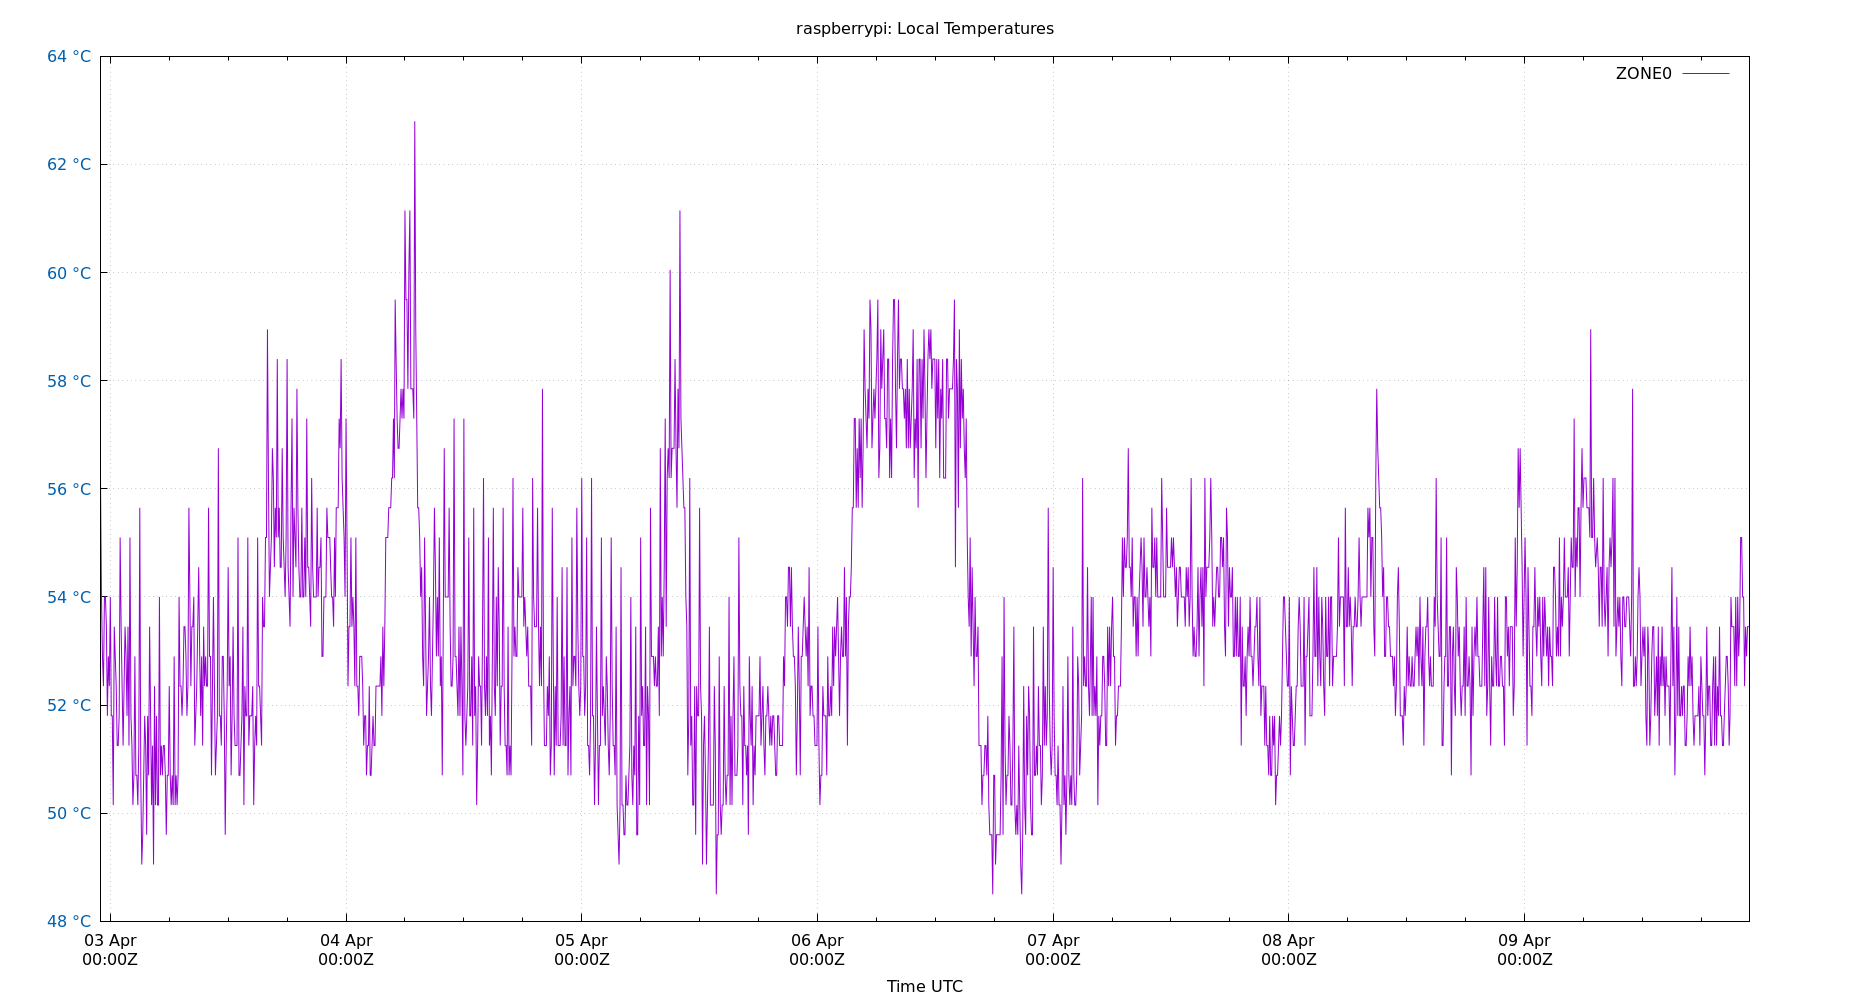 raspberrypi: Local Temperatures
64 °C
ZONE0
62 °C
60 °C
58 °C
56 °C
54 °C
52 °C
50 °C
48 °C
03 Apr 04 Apr 05 Apr 06 Apr 07 Apr 08 Apr 09 Apr
00:00Z 00:00Z 00:00Z 00:00Z 00:00Z 00:00Z 00:00Z
Time UTC